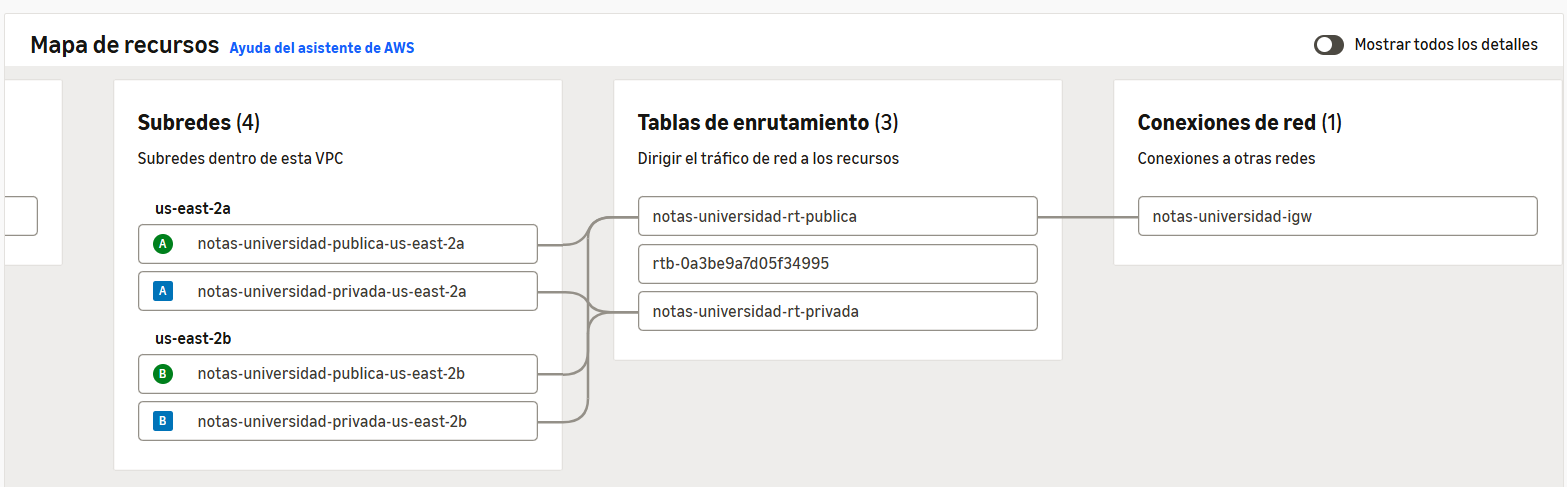 Mapa de recursos Ayuda del asistente de AWS
Mostrar todos los detalles
Subredes (4)
Subredes dentro de esta VPC
us-east-2a
A notas-universidad-publica-us-east-2a
A notas-universidad-privada-us-east-2a
us-east-2b
B notas-universidad-publica-us-east-2b
B notas-universidad-privada-us-east-2b
Tablas de enrutamiento (3)
Dirigir el tráfico de red a los recursos
notas-universidad-rt-publica
rtb-0a3be9a7d05f34995
notas-universidad-rt-privada
Conexiones de red (1)
Conexiones a otras redes
notas-universidad-igw